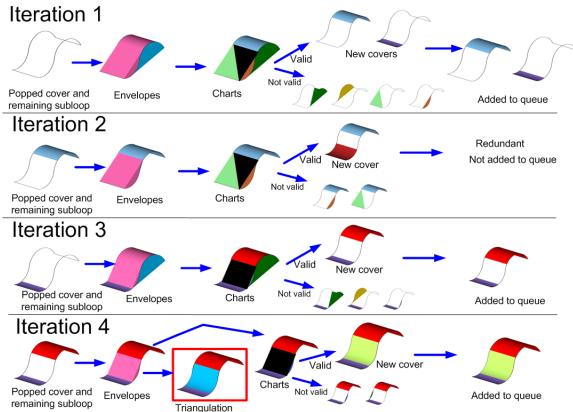 Iteration 1
Popped cover and
remaining subloop
Envelopes
Charts
Valid
Not valid
New covers
Added to queue
Iteration 2
Popped cover and
remaining subloop
Envelopes
Charts
Valid
Not valid
New cover
Redundant
Not added to queue
Iteration 3
Popped cover and
remaining subloop
Envelopes
Charts
Valid
Not valid
New cover
Added to queue
Iteration 4
Popped cover and
remaining subloop
Envelopes
Triangulation
Charts
Valid
Not valid
New cover
Added to queue